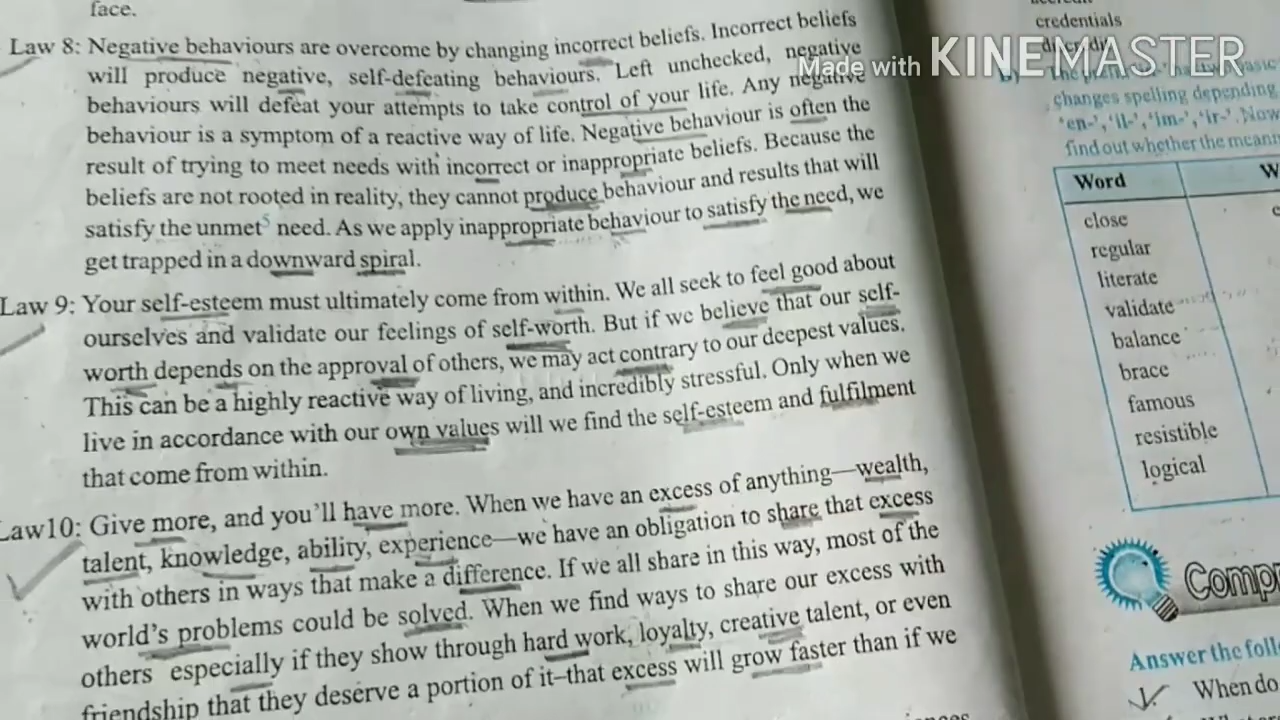 face.
Law 8: Negative behaviours are overcome by changing incorrect beliefs. Incorrect beliefs
will produce negative, self-defeating behaviours. Left unchecked, negative
behaviours will defeat your attempts to take control of your life. Any negative
behaviour is a symptom of a reactive way of life. Negative behaviour is often the
result of trying to meet needs with incorrect or inappropriate beliefs. Because the
beliefs are not rooted in reality, they cannot produce behaviour and results that will
satisfy the unmet5 need. As we apply inappropriate behaviour to satisfy the need, we
get trapped in a downward spiral.
Law 9: Your self-esteem must ultimately come from within. We all seek to feel good about
ourselves and validate our feelings of self-worth. But if we believe that our self-
worth depends on the approval of others, we may act contrary to our deepest values.
This can be a highly reactive way of living, and incredibly stressful. Only when we
live in accordance with our own values will we find the self-esteem and fulfilment
that come from within.
Law10: Give more, and you'll have more. When we have an excess of anything—wealth,
talent, knowledge, ability, experience—we have an obligation to share that excess
with others in ways that make a difference. If we all share in this way, most of the
world's problems could be solved. When we find ways to share our excess with
others especially if they show through hard work, loyalty, creative talent, or even
friendship that they deserve a portion of it–that excess will grow faster than if we
Made with KINEMASTER
credentials
changes spelling depending
'en-', 'il-', 'im-', 'ir-'. Now
find out whether the
Word
close
regular
literate
validate
balance
brace
famous
resistible
logical
Answer the
When do